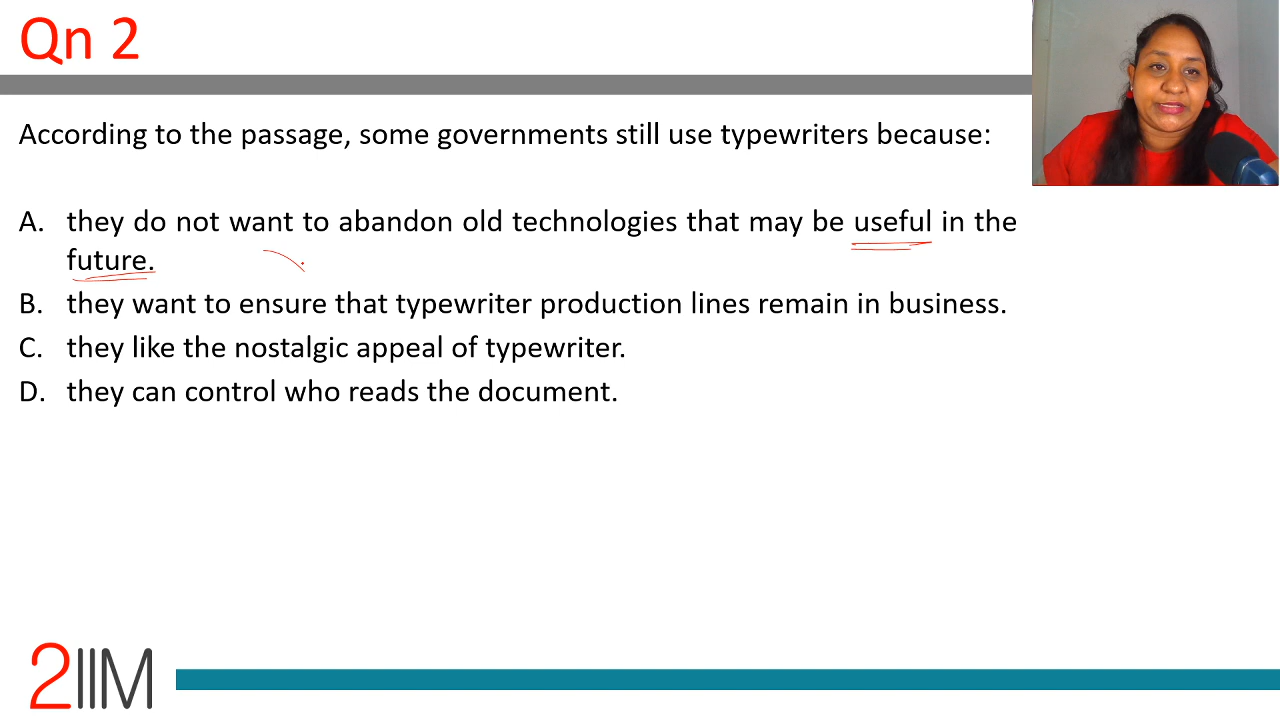 Qn 2
According to the passage, some governments still use typewriters because:
A. they do not want to abandon old technologies that may be useful in the
future.
B. they want to ensure that typewriter production lines remain in business.
C. they like the nostalgic appeal of typewriter.
D. they can control who reads the document.
2IIM